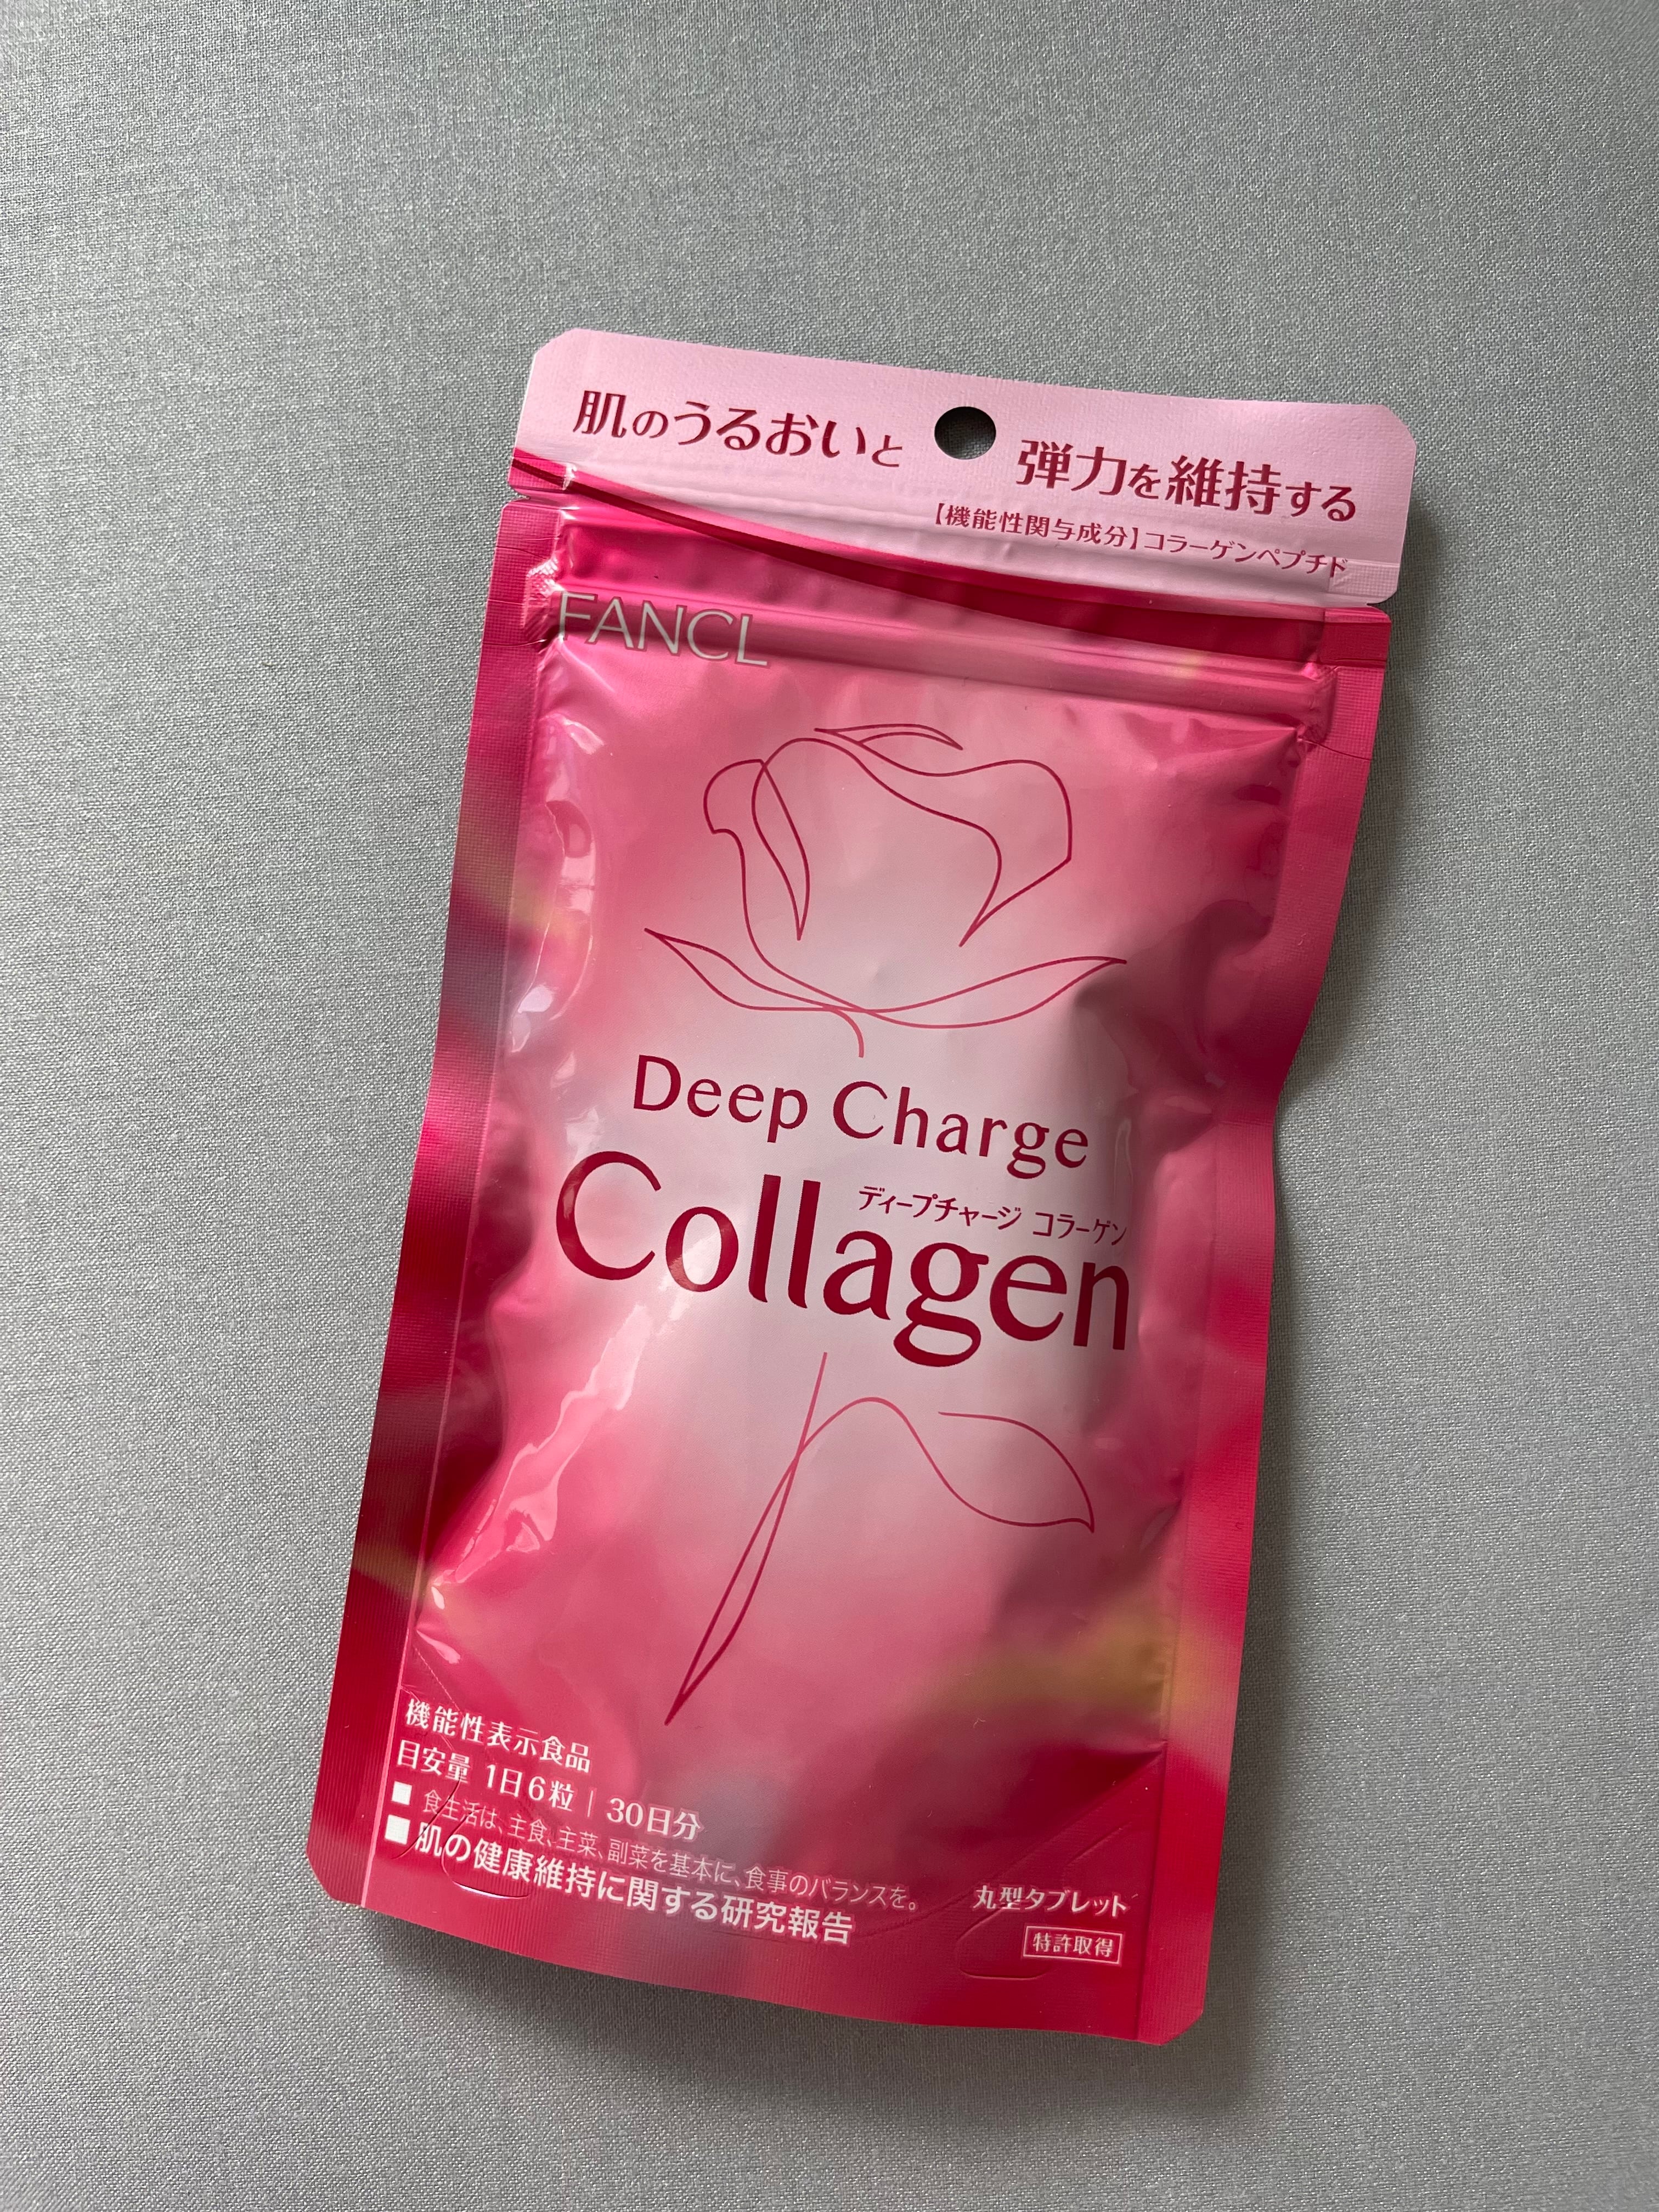 肌のうるおいと 弾力を維持する
【機能性関与成分】コラーゲンペプチド
FANCL
Deep Charge
ディープチャージ コラーゲン
Collagen
機能性表示食品
目安量 1日6粒 | 30日分
■ 食生活は、主食、主菜、副菜を基本に、食事のバランスを。
■ 肌の健康維持に関する研究報告
丸型タブレット
特許取得